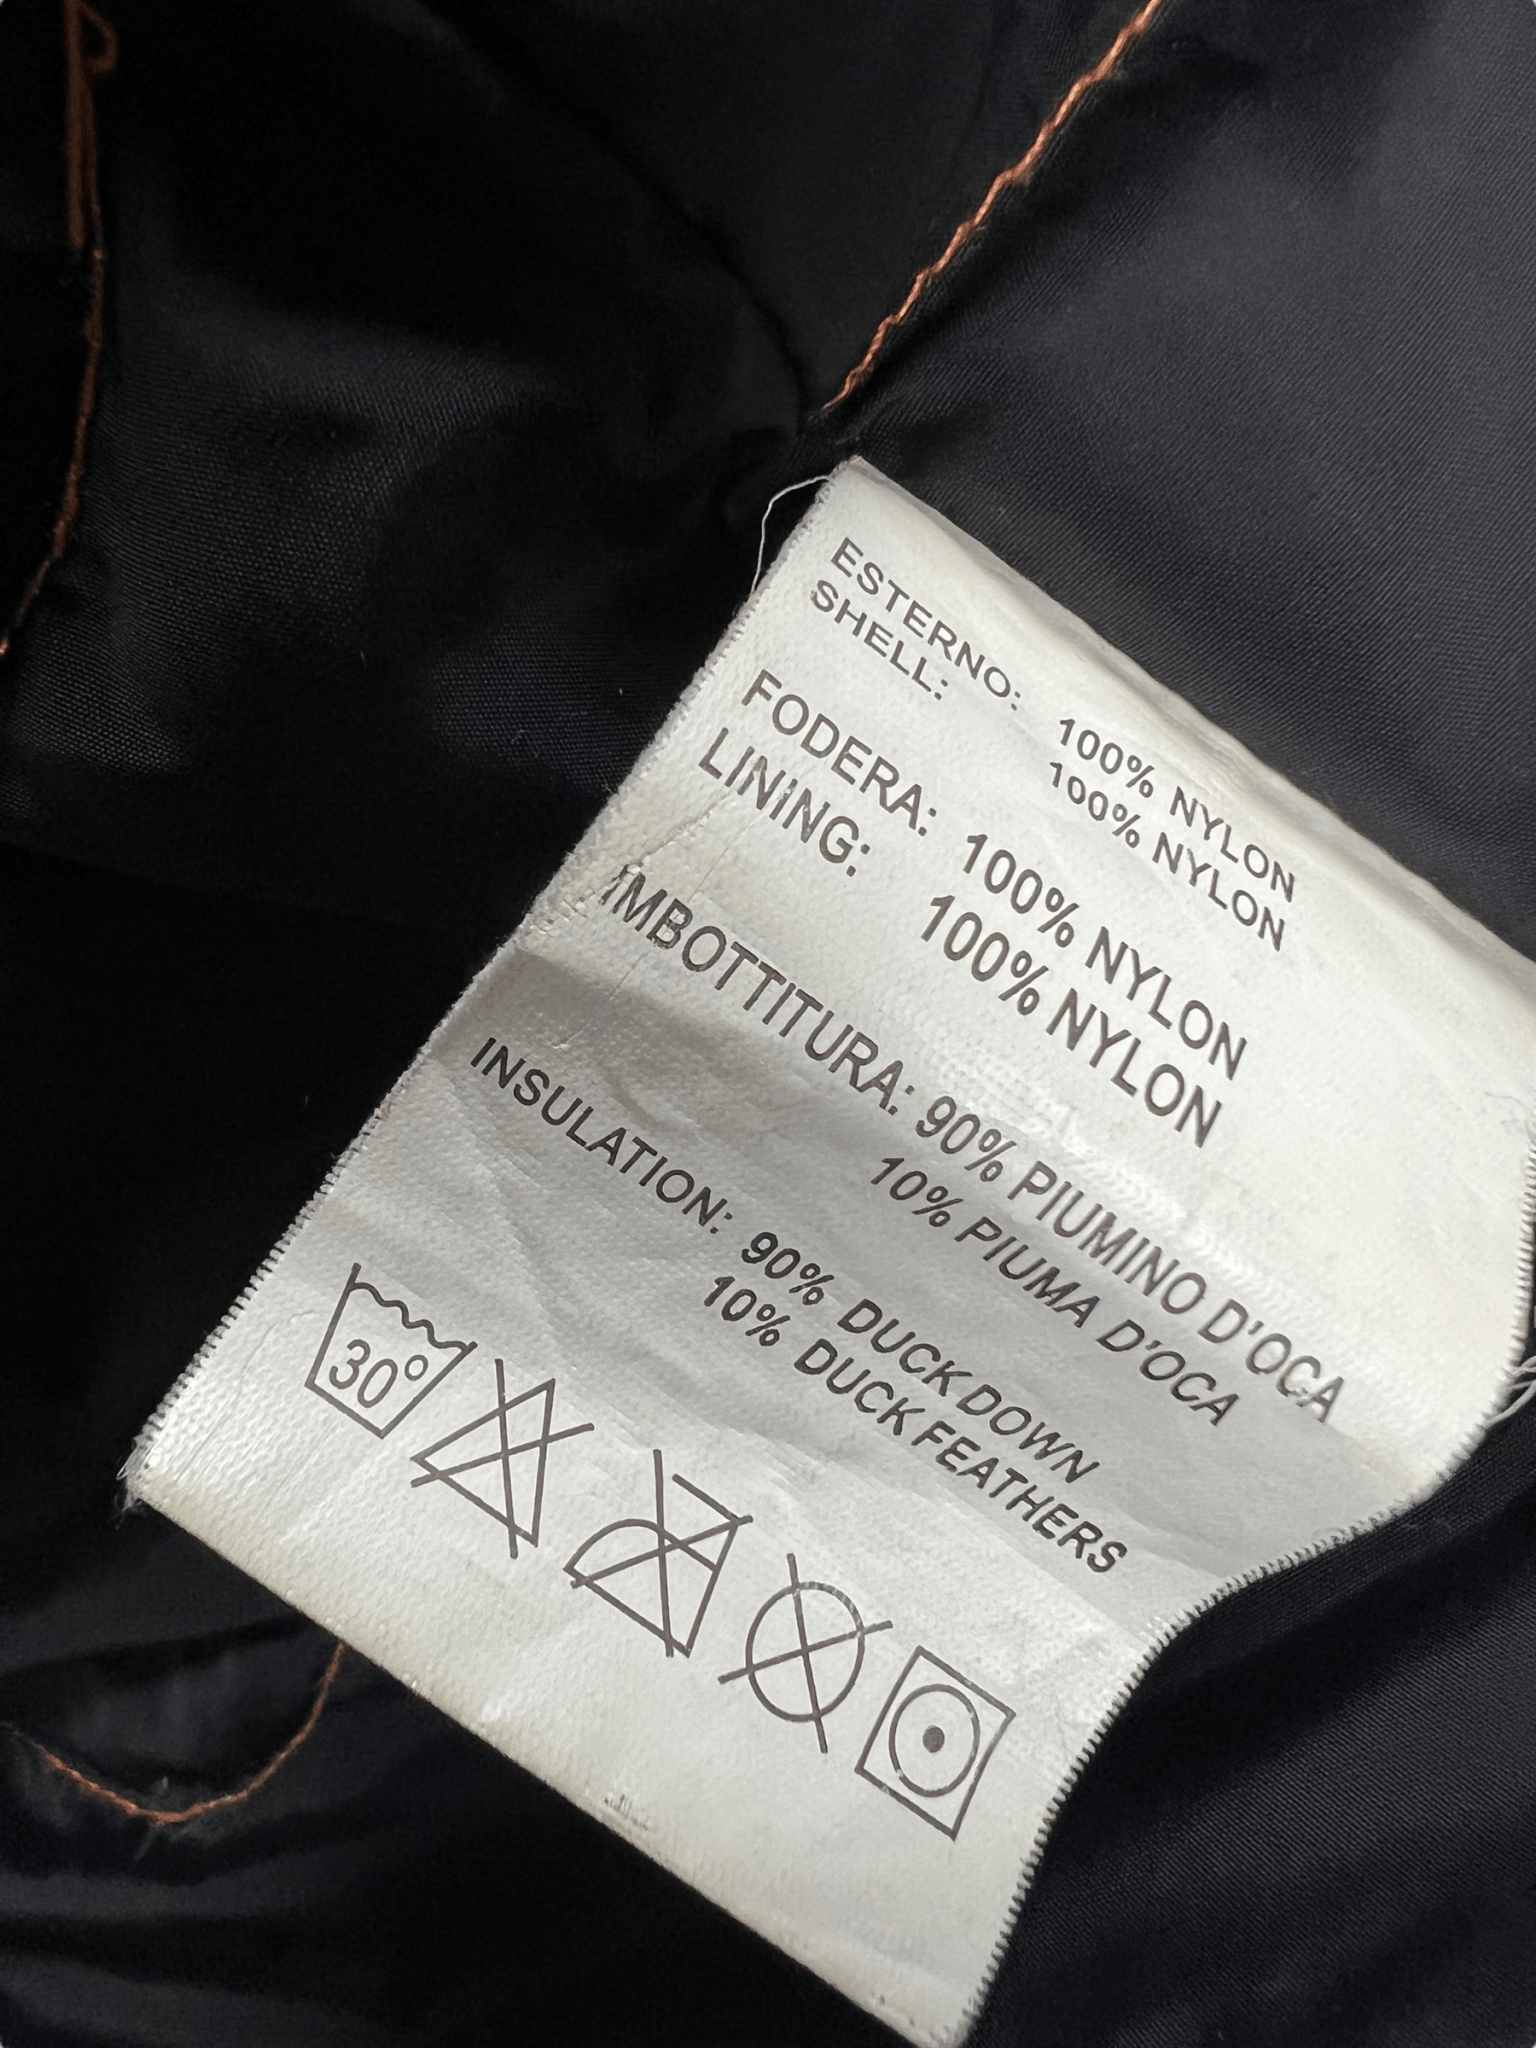 ESTERNO: 100% NYLON
SHELL: 100% NYLON
FODERA: 100% NYLON
LINING: 100% NYLON
IMBOTTITURA: 90% PIUMINO D'OCA
10% PIUMA D'OCA
INSULATION: 90% DUCK DOWN
10% DUCK FEATHERS
30°